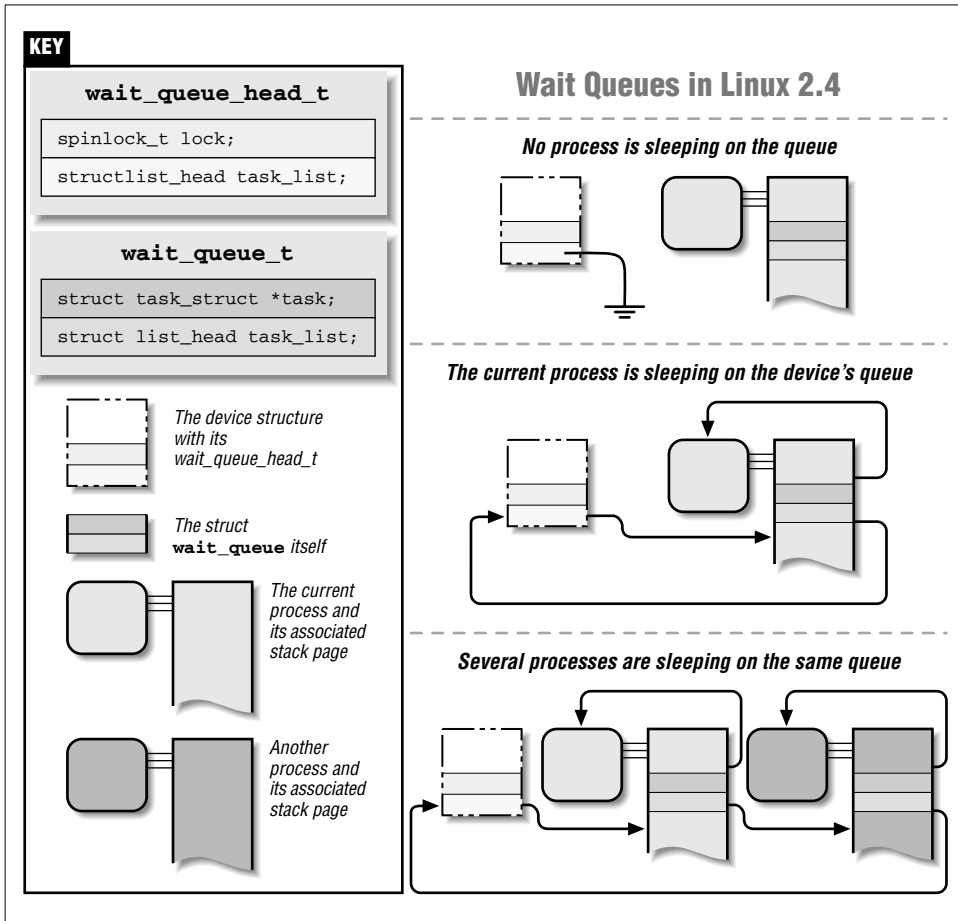 KEY
wait_queue_head_t
spinlock_t lock;
structlist_head task_list;
wait_queue_t
struct task_struct *task;
struct list_head task_list;
The device structure
with its
wait_queue_head_t
The struct
wait_queue itself
The current
process and
its associated
stack page
Another
process and
its associated
stack page
Wait Queues in Linux 2.4
No process is sleeping on the queue
The current process is sleeping on the device's queue
Several processes are sleeping on the same queue